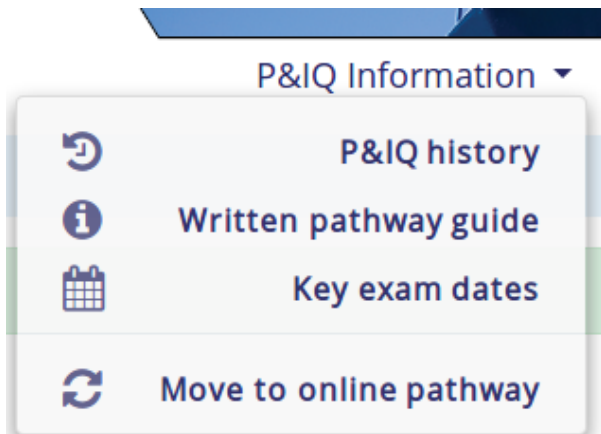 P&IQ Information
P&IQ history
Written pathway guide
Key exam dates
Move to online pathway